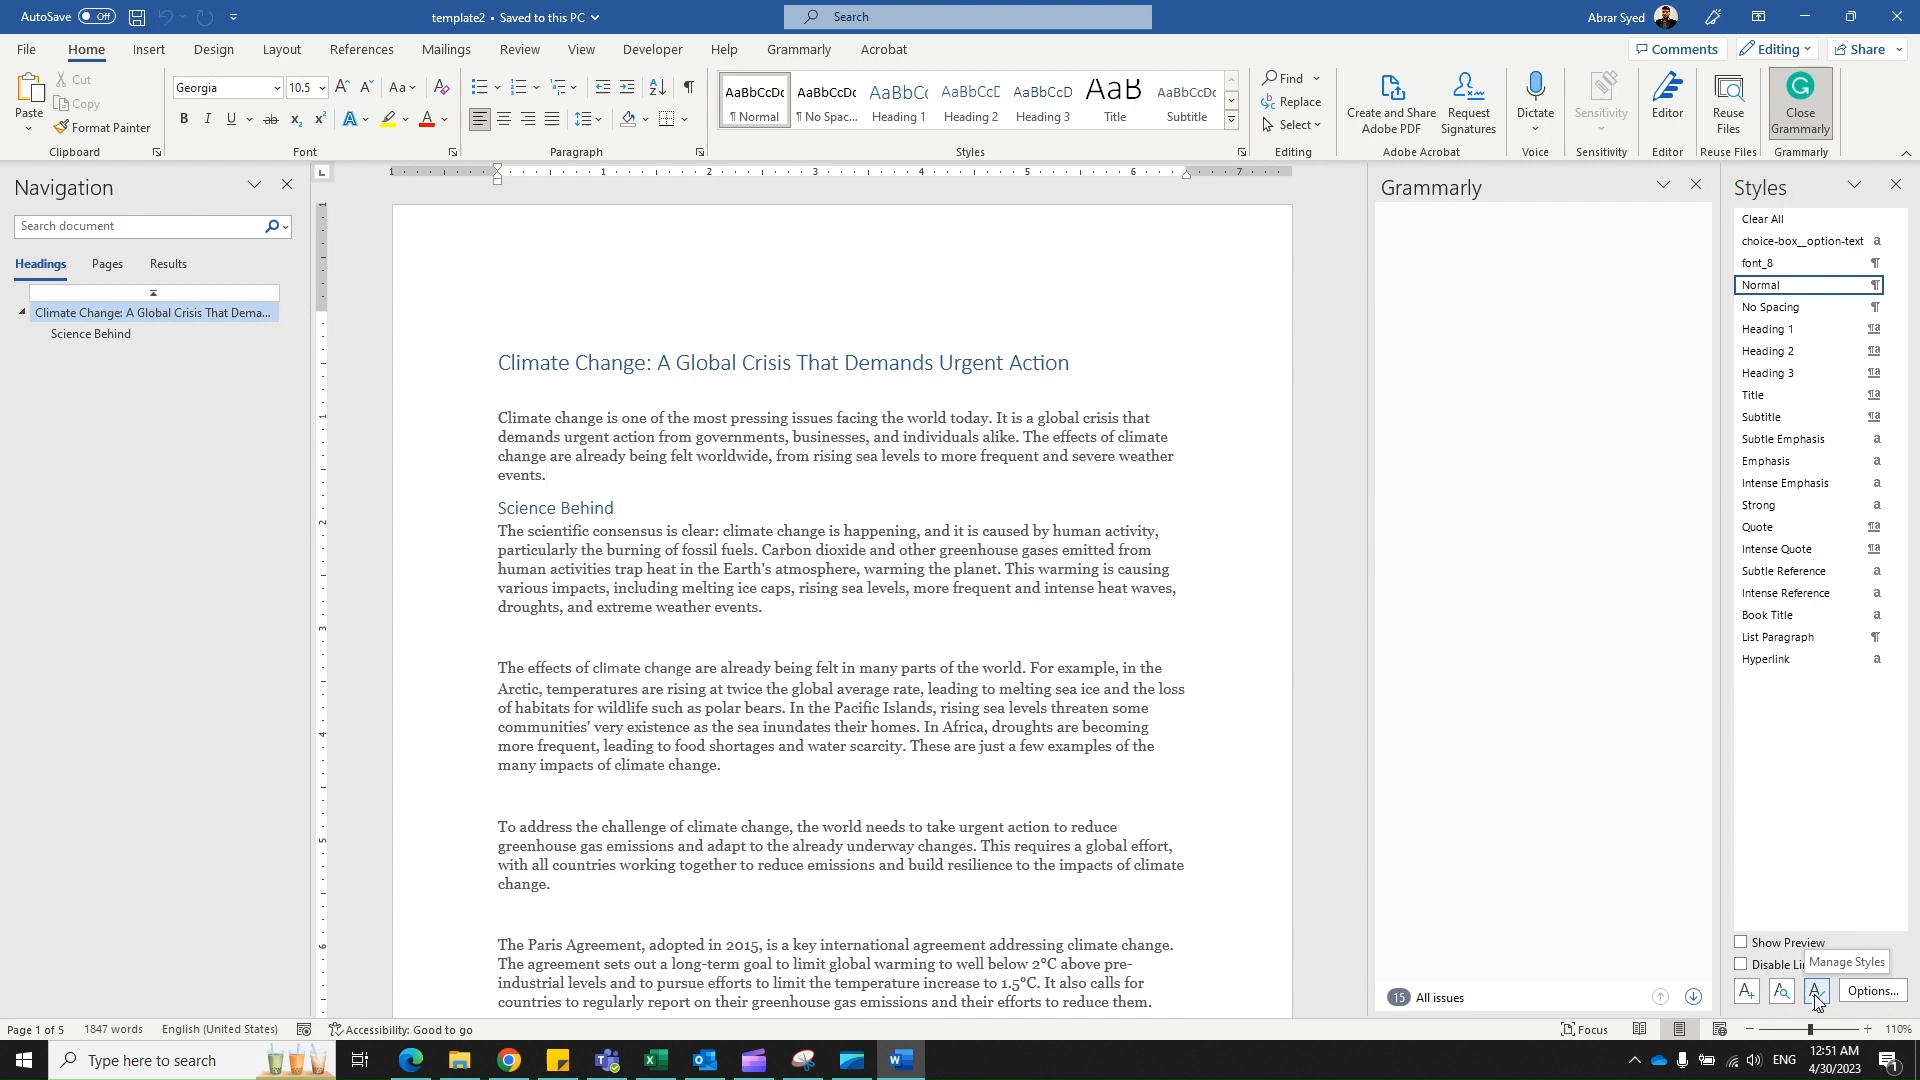 AutoSave Off
template2 • Saved to this PC
Search
Abrar Syed
File Home Insert Design Layout References Mailings Review View Developer Help Grammarly Acrobat
Comments Editing Share
Paste
Cut
Copy
Format Painter
Clipboard
Georgia 10.5
Font
Paragraph
AaBbCcDc AaBbCcDc AaBbCc AaBbCcC AaBbCcD AaB AaBbCcDc
¶ Normal ¶ No Spac... Heading 1 Heading 2 Heading 3 Title Subtitle
Styles
Find
Replace
Select
Editing
Create and Share Adobe PDF
Request Signatures
Adobe Acrobat
Dictate
Voice
Sensitivity
Sensitivity
Editor
Editor
Reuse Files
Reuse Files
Close Grammarly
Grammarly
Navigation
Search document
Headings Pages Results
Climate Change: A Global Crisis That Dema...
Science Behind
1 1 2 3 4 5 6 7
1
1
2
3
4
5
6
Climate Change: A Global Crisis That Demands Urgent Action
Climate change is one of the most pressing issues facing the world today. It is a global crisis that
demands urgent action from governments, businesses, and individuals alike. The effects of climate
change are already being felt worldwide, from rising sea levels to more frequent and severe weather
events.
Science Behind
The scientific consensus is clear: climate change is happening, and it is caused by human activity,
particularly the burning of fossil fuels. Carbon dioxide and other greenhouse gases emitted from
human activities trap heat in the Earth's atmosphere, warming the planet. This warming is causing
various impacts, including melting ice caps, rising sea levels, more frequent and intense heat waves,
droughts, and extreme weather events.
The effects of climate change are already being felt in many parts of the world. For example, in the
Arctic, temperatures are rising at twice the global average rate, leading to melting sea ice and the loss
of habitats for wildlife such as polar bears. In the Pacific Islands, rising sea levels threaten some
communities' very existence as the sea inundates their homes. In Africa, droughts are becoming
more frequent, leading to food shortages and water scarcity. These are just a few examples of the
many impacts of climate change.
To address the challenge of climate change, the world needs to take urgent action to reduce
greenhouse gas emissions and adapt to the already underway changes. This requires a global effort,
with all countries working together to reduce emissions and build resilience to the impacts of climate
change.
The Paris Agreement, adopted in 2015, is a key international agreement addressing climate change.
The agreement sets out a long-term goal to limit global warming to well below 2°C above pre-
industrial levels and to pursue efforts to limit the temperature increase to 1.5°C. It also calls for
countries to regularly report on their greenhouse gas emissions and their efforts to reduce them.
Grammarly
15 All issues
Styles
Clear All
choice-box__option-text a
font_8 ¶
Normal ¶
No Spacing ¶
Heading 1 ¶a
Heading 2 ¶a
Heading 3 ¶a
Title ¶a
Subtitle ¶a
Subtle Emphasis a
Emphasis a
Intense Emphasis a
Strong a
Quote ¶a
Intense Quote ¶a
Subtle Reference a
Intense Reference a
Book Title a
List Paragraph ¶
Hyperlink a
Show Preview
Disable Li
Manage Styles
Options...
Page 1 of 5 1847 words English (United States) Accessibility: Good to go
Focus 110%
Type here to search
ENG
12:51 AM
4/30/2023
1